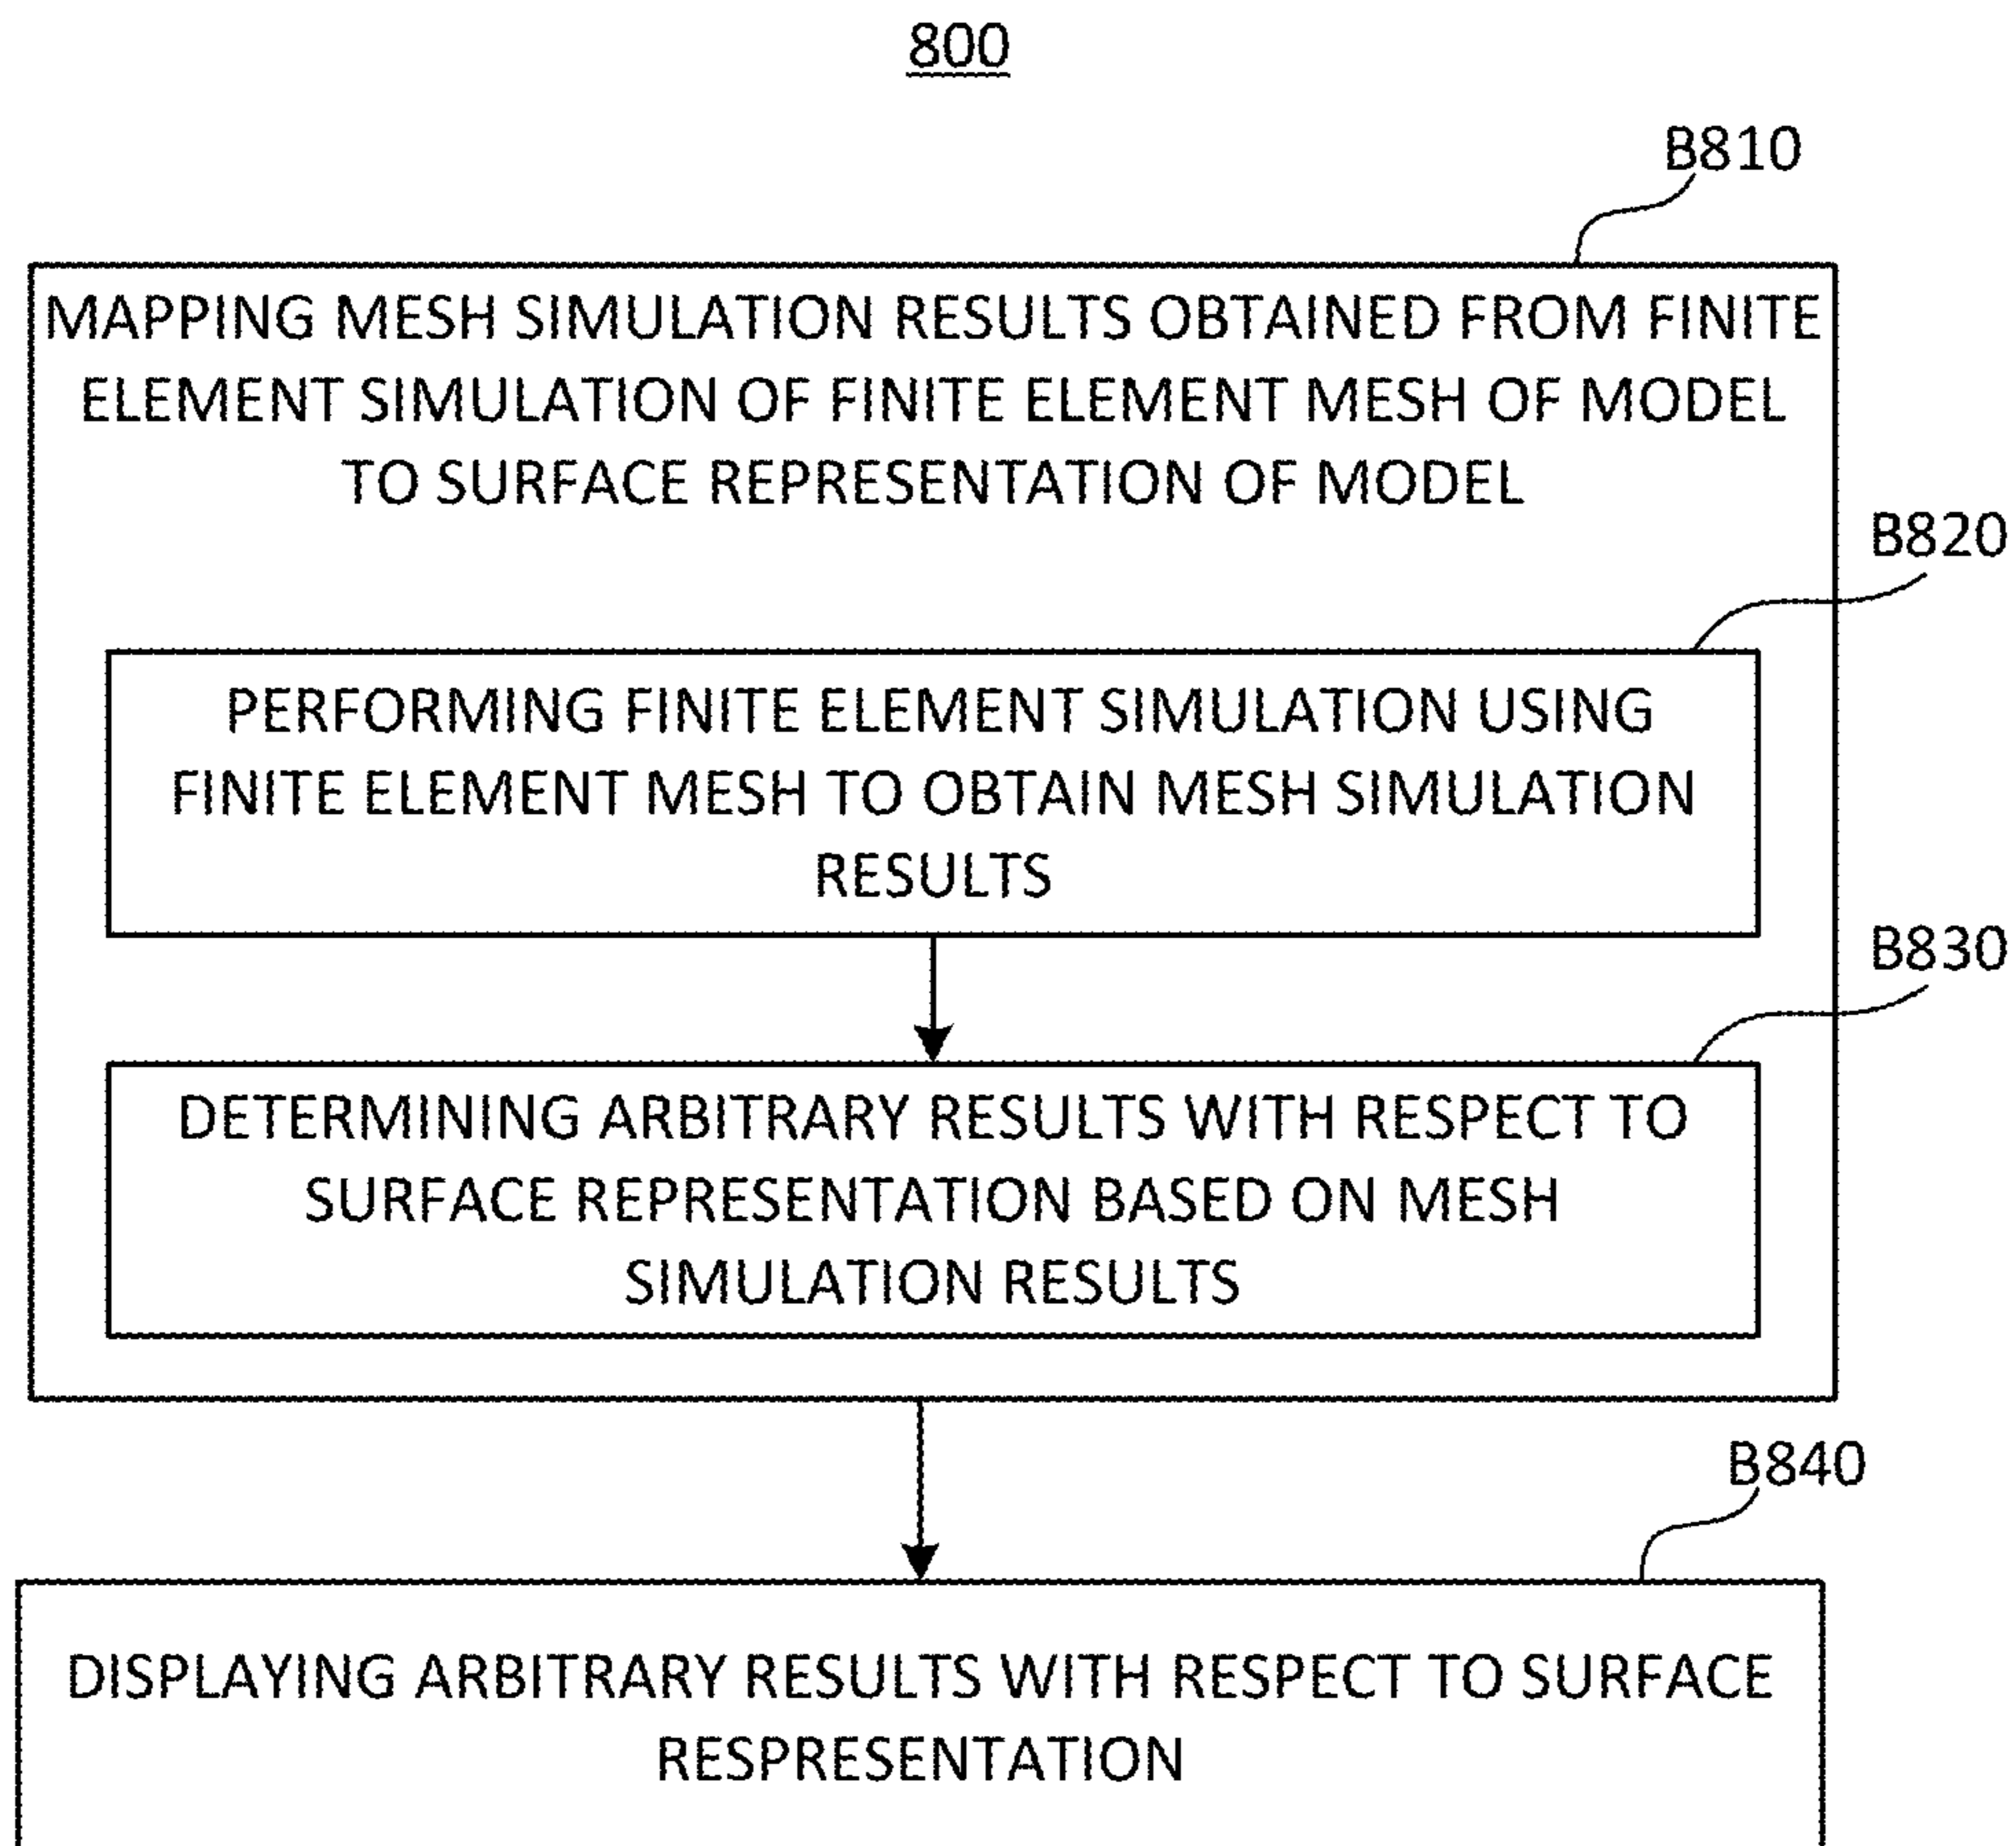 800
B810
MAPPING MESH SIMULATION RESULTS OBTAINED FROM FINITE
ELEMENT SIMULATION OF FINITE ELEMENT MESH OF MODEL
TO SURFACE REPRESENTATION OF MODEL
B820
PERFORMING FINITE ELEMENT SIMULATION USING
FINITE ELEMENT MESH TO OBTAIN MESH SIMULATION
RESULTS
B830
DETERMINING ARBITRARY RESULTS WITH RESPECT TO
SURFACE REPRESENTATION BASED ON MESH
SIMULATION RESULTS
B840
DISPLAYING ARBITRARY RESULTS WITH RESPECT TO SURFACE
RESPRESENTATION